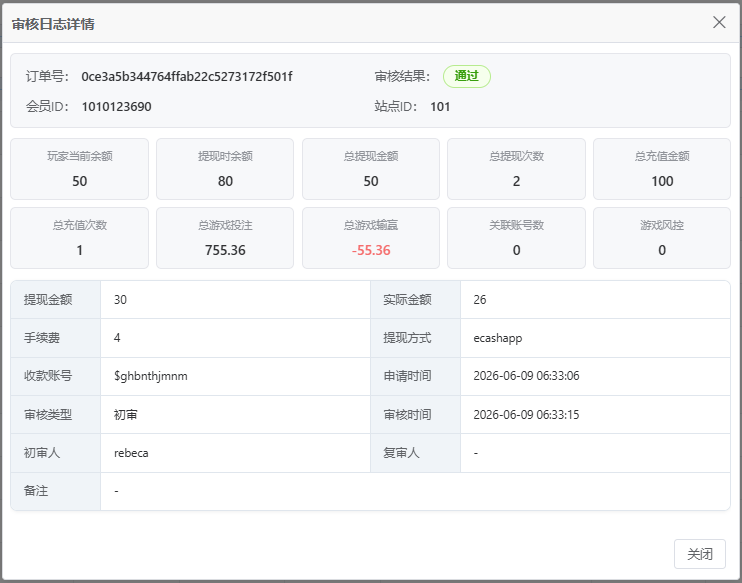 审核日志详情
订单号： 0ce3a5b344764ffab22c5273172f501f 审核结果： 通过
会员ID： 1010123690 站点ID： 101
玩家当前余额 提现时余额 总提现金额 总提现次数 总充值金额
50 80 50 2 100
总充值次数 总游戏投注 总游戏输赢 关联账号数 游戏风控
1 755.36 -55.36 0 0
提现金额 30 实际金额 26
手续费 4 提现方式 ecashapp
收款账号 $ghbnthjmnm 申请时间 2026-06-09 06:33:06
审核类型 初审 审核时间 2026-06-09 06:33:15
初审人 rebeca 复审人 -
备注 -
关闭